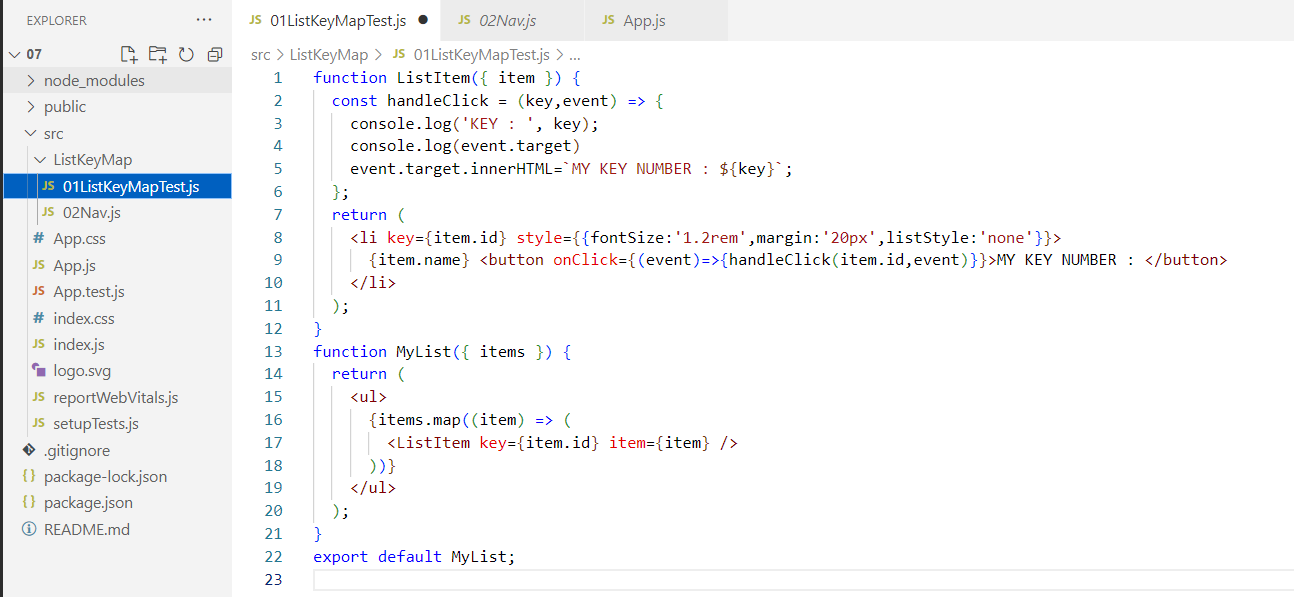 EXPLORER
...
07
node_modules
public
src
ListKeyMap
JS 01ListKeyMapTest.js
JS 02Nav.js
# App.css
JS App.js
JS App.test.js
# index.css
JS index.js
logo.svg
JS reportWebVitals.js
JS setupTests.js
.gitignore
{} package-lock.json
{} package.json
README.md
JS 01ListKeyMapTest.js ● JS 02Nav.js JS App.js
src > ListKeyMap > JS 01ListKeyMapTest.js > ...
1 function ListItem({ item }) {
2 const handleClick = (key,event) => {
3 console.log('KEY : ', key);
4 console.log(event.target)
5 event.target.innerHTML=`MY KEY NUMBER : ${key}`;
6 };
7 return (
8 <li key={item.id} style={{fontSize:'1.2rem',margin:'20px',listStyle:'none'}}>
9 {item.name} <button onClick={(event)=>{handleClick(item.id,event)}}>MY KEY NUMBER : </button>
10 </li>
11 );
12 }
13 function MyList({ items }) {
14 return (
15 <ul>
16 {items.map((item) => (
17 <ListItem key={item.id} item={item} />
18 ))}
19 </ul>
20 );
21 }
22 export default MyList;
23